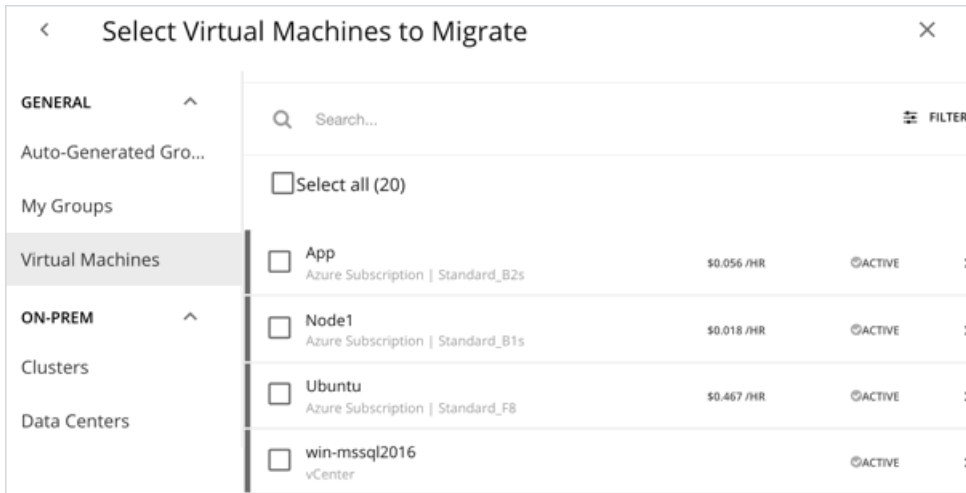 Select Virtual Machines to Migrate
GENERAL
Auto-Generated Gro...
My Groups
Virtual Machines
ON-PREM
Clusters
Data Centers
Search...
FILTER
Select all (20)
App
Azure Subscription | Standard_B2s
$0.056 /HR
ACTIVE
Node1
Azure Subscription | Standard_B1s
$0.018 /HR
ACTIVE
Ubuntu
Azure Subscription | Standard_F8
$0.467 /HR
ACTIVE
win-mssql2016
vCenter
ACTIVE